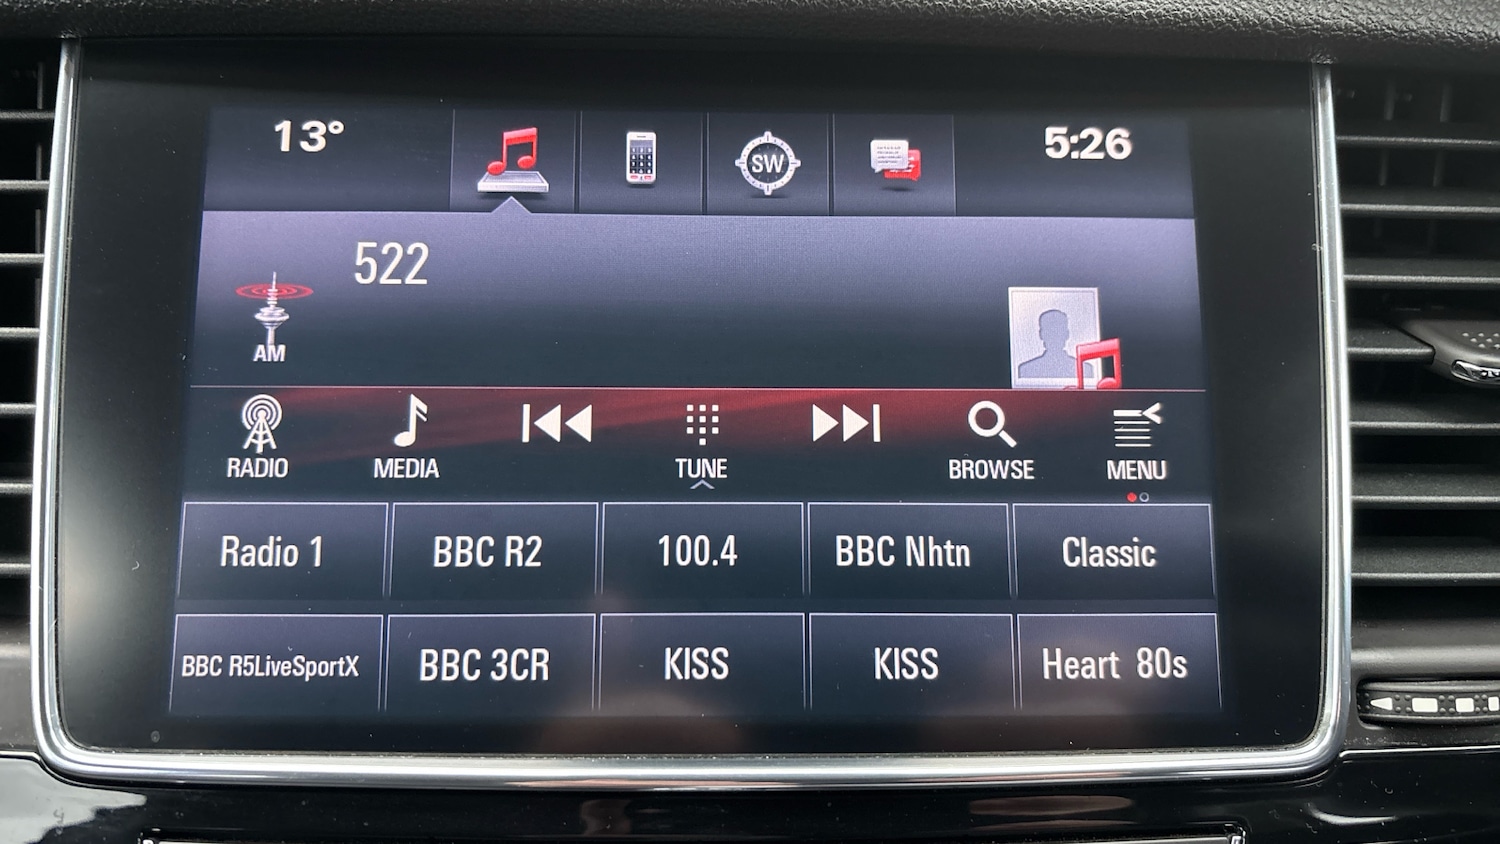 13°
SW
5:26
522
AM
RADIO
MEDIA
TUNE
BROWSE
MENU
Radio 1
BBC R2
100.4
BBC Nhtn
Classic
BBC R5LiveSportX
BBC 3CR
KISS
KISS
Heart 80s